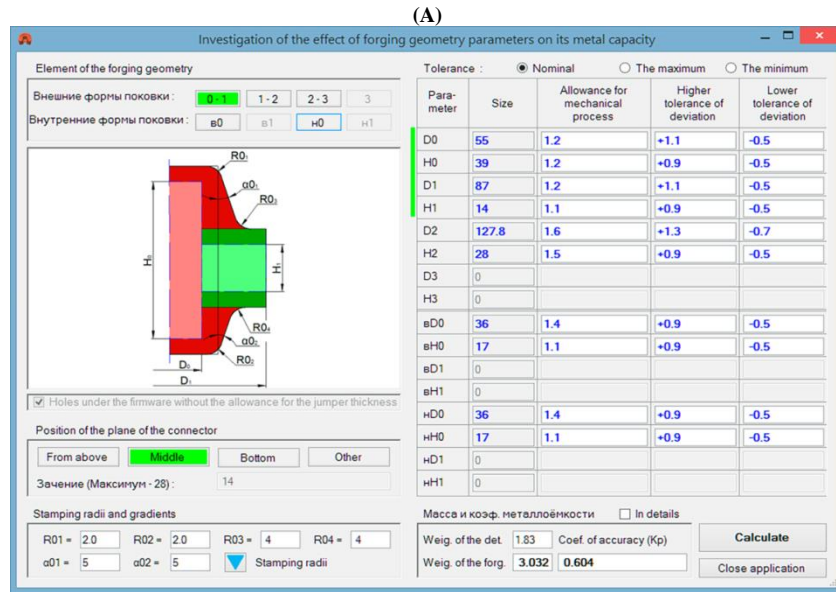 (A)
Investigation of the effect of forging geometry parameters on its metal capacity
Element of the forging geometry
Внешние формы поковки :
0 - 1
1 - 2
2 - 3
3
Внутренние формы поковки :
в0
в1
н0
н1
R0₁
α0₁
R0₃
H₀
H₁
R0₄
α0₂
R0₂
D₀
D₁
Holes under the firmware without the allowance for the jumper thickness
Position of the plane of the connector
From above
Middle
Bottom
Other
Зачение (Максимум - 28) :
14
Stamping radii and gradients
R01 = 2.0 R02 = 2.0 R03 = 4 R04 = 4
α01 = 5 α02 = 5 Stamping radii
Tolerance : Nominal The maximum The minimum
Para-
meter
Size
Allowance for
mechanical
process
Higher
tolerance of
deviation
Lower
tolerance of
deviation
D0 55 1.2 +1.1 -0.5
H0 39 1.2 +0.9 -0.5
D1 87 1.2 +1.1 -0.5
H1 14 1.1 +0.9 -0.5
D2 127.8 1.6 +1.3 -0.7
H2 28 1.5 +0.9 -0.5
D3 0
H3 0
вD0 36 1.4 +0.9 -0.5
вH0 17 1.1 +0.9 -0.5
вD1 0
вH1 0
нD0 36 1.4 +0.9 -0.5
нH0 17 1.1 +0.9 -0.5
нD1 0
нH1 0
Масса и коэф. металлоёмкости In details
Weig. of the det. 1.83 Coef. of accuracy (Kp)
Weig. of the forg. 3.032 0.604
Calculate
Close application